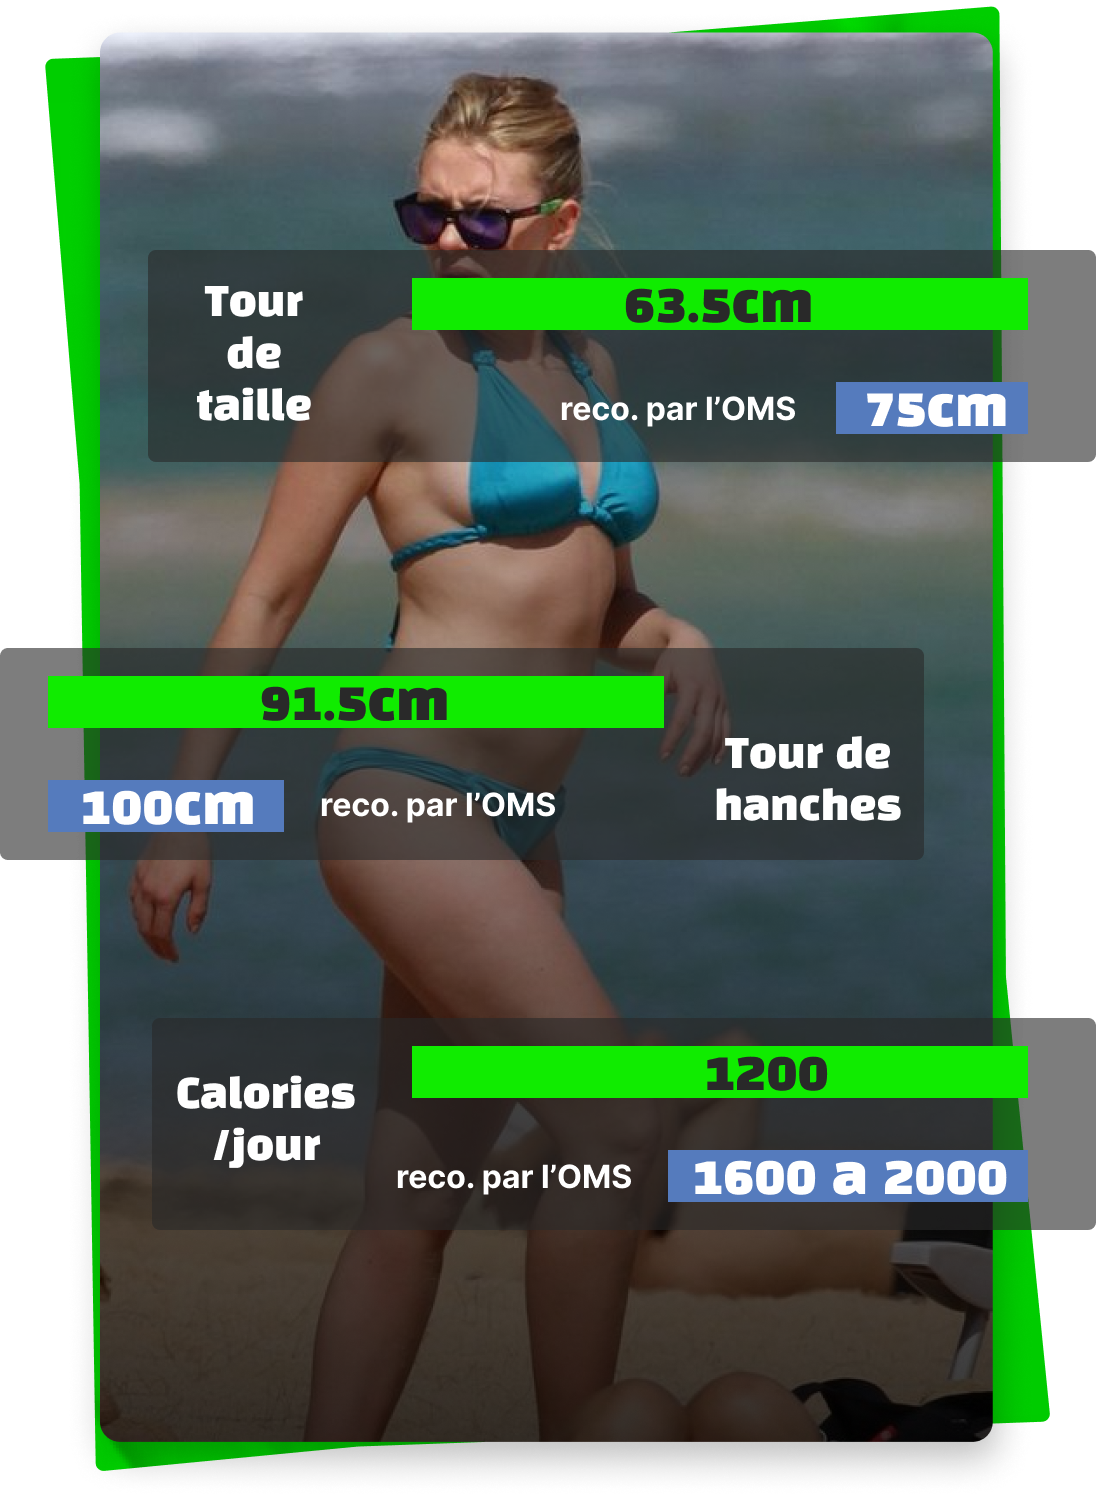 Tour
de
taille
63.5cm
reco. par l’OMS 75cm
91.5cm
100cm reco. par l’OMS
Tour de
hanches
Calories
/jour
1200
reco. par l’OMS 1600 a 2000